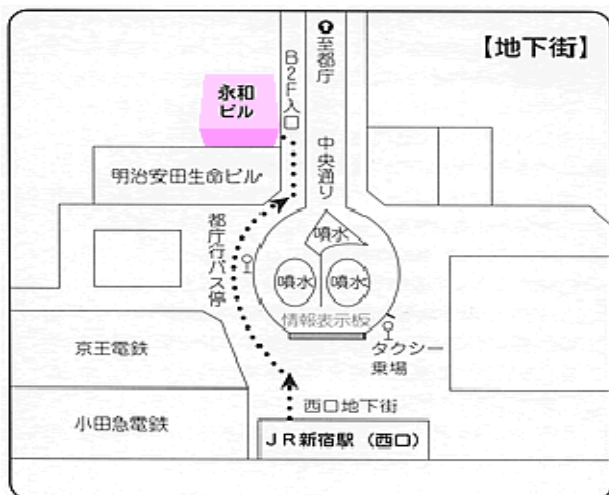 【地下街】
至都庁
B2F入口
永和
ビル
中央通り
明治安田生命ビル
噴水
都庁行バス停
噴水
噴水
情報表示板
京王電鉄
タクシー
乗場
西口地下街
小田急電鉄
JR新宿駅（西口）